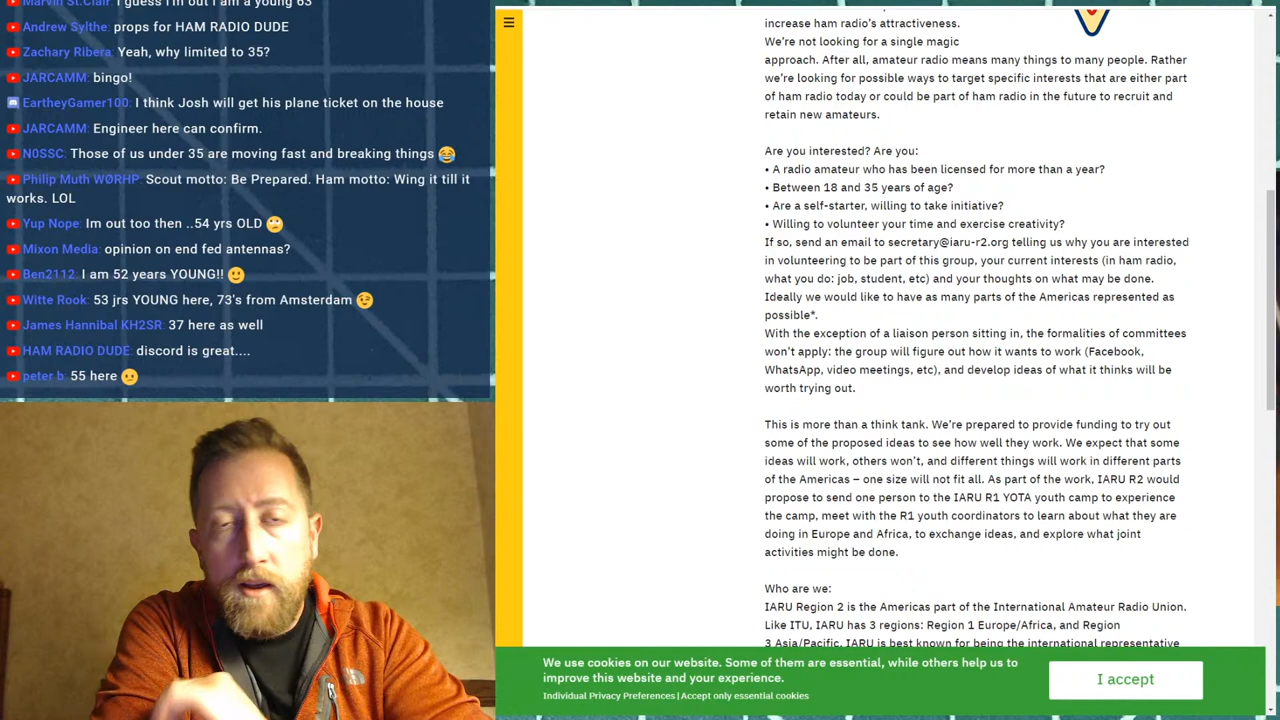 Marvin St.Clair: I guess I'm out I am a young 63
Andrew Sythe: props for HAM RADIO DUDE
Zachary Ribera: Yeah, why limited to 35?
JARCAMM: bingo!
EartheyGamer100: I think Josh will get his plane ticket on the house
JARCAMM: Engineer here can confirm.
N0SSC: Those of us under 35 are moving fast and breaking things 😂
Philip Muth WØRHP: Scout motto: Be Prepared. Ham motto: Wing it till it
works. LOL
Yup Nope: Im out too then ..54 yrs OLD 😢
Mixon Media: opinion on end fed antennas?
Ben2112: I am 52 years YOUNG!! 🙂
Witte Rook: 53 jrs YOUNG here, 73's from Amsterdam 😉
James Hannibal KH2SR: 37 here as well
HAM RADIO DUDE: discord is great....
peter b: 55 here 🙁
increase ham radio's attractiveness.
We're not looking for a single magic
approach. After all, amateur radio means many things to many people. Rather
we're looking for possible ways to target specific interests that are either part
of ham radio today or could be part of ham radio in the future to recruit and
retain new amateurs.
Are you interested? Are you:
• A radio amateur who has been licensed for more than a year?
• Between 18 and 35 years of age?
• Are a self-starter, willing to take initiative?
• Willing to volunteer your time and exercise creativity?
If so, send an email to secretary@iaru-r2.org telling us why you are interested
in volunteering to be part of this group, your current interests (in ham radio,
what you do: job, student, etc) and your thoughts on what may be done.
Ideally we would like to have as many parts of the Americas represented as
possible*.
With the exception of a liaison person sitting in, the formalities of committees
won't apply: the group will figure out how it wants to work (Facebook,
WhatsApp, video meetings, etc), and develop ideas of what it thinks will be
worth trying out.
This is more than a think tank. We're prepared to provide funding to try out
some of the proposed ideas to see how well they work. We expect that some
ideas will work, others won't, and different things will work in different parts
of the Americas – one size will not fit all. As part of the work, IARU R2 would
propose to send one person to the IARU R1 YOTA youth camp to experience
the camp, meet with the R1 youth coordinators to learn about what they are
doing in Europe and Africa, to exchange ideas, and explore what joint
activities might be done.
Who are we:
IARU Region 2 is the Americas part of the International Amateur Radio Union.
Like ITU, IARU has 3 regions: Region 1 Europe/Africa, and Region
3 Asia/Pacific. IARU is best known for being the international representative
We use cookies on our website. Some of them are essential, while others help us to
improve this website and your experience.
Individual Privacy Preferences | Accept only essential cookies
I accept